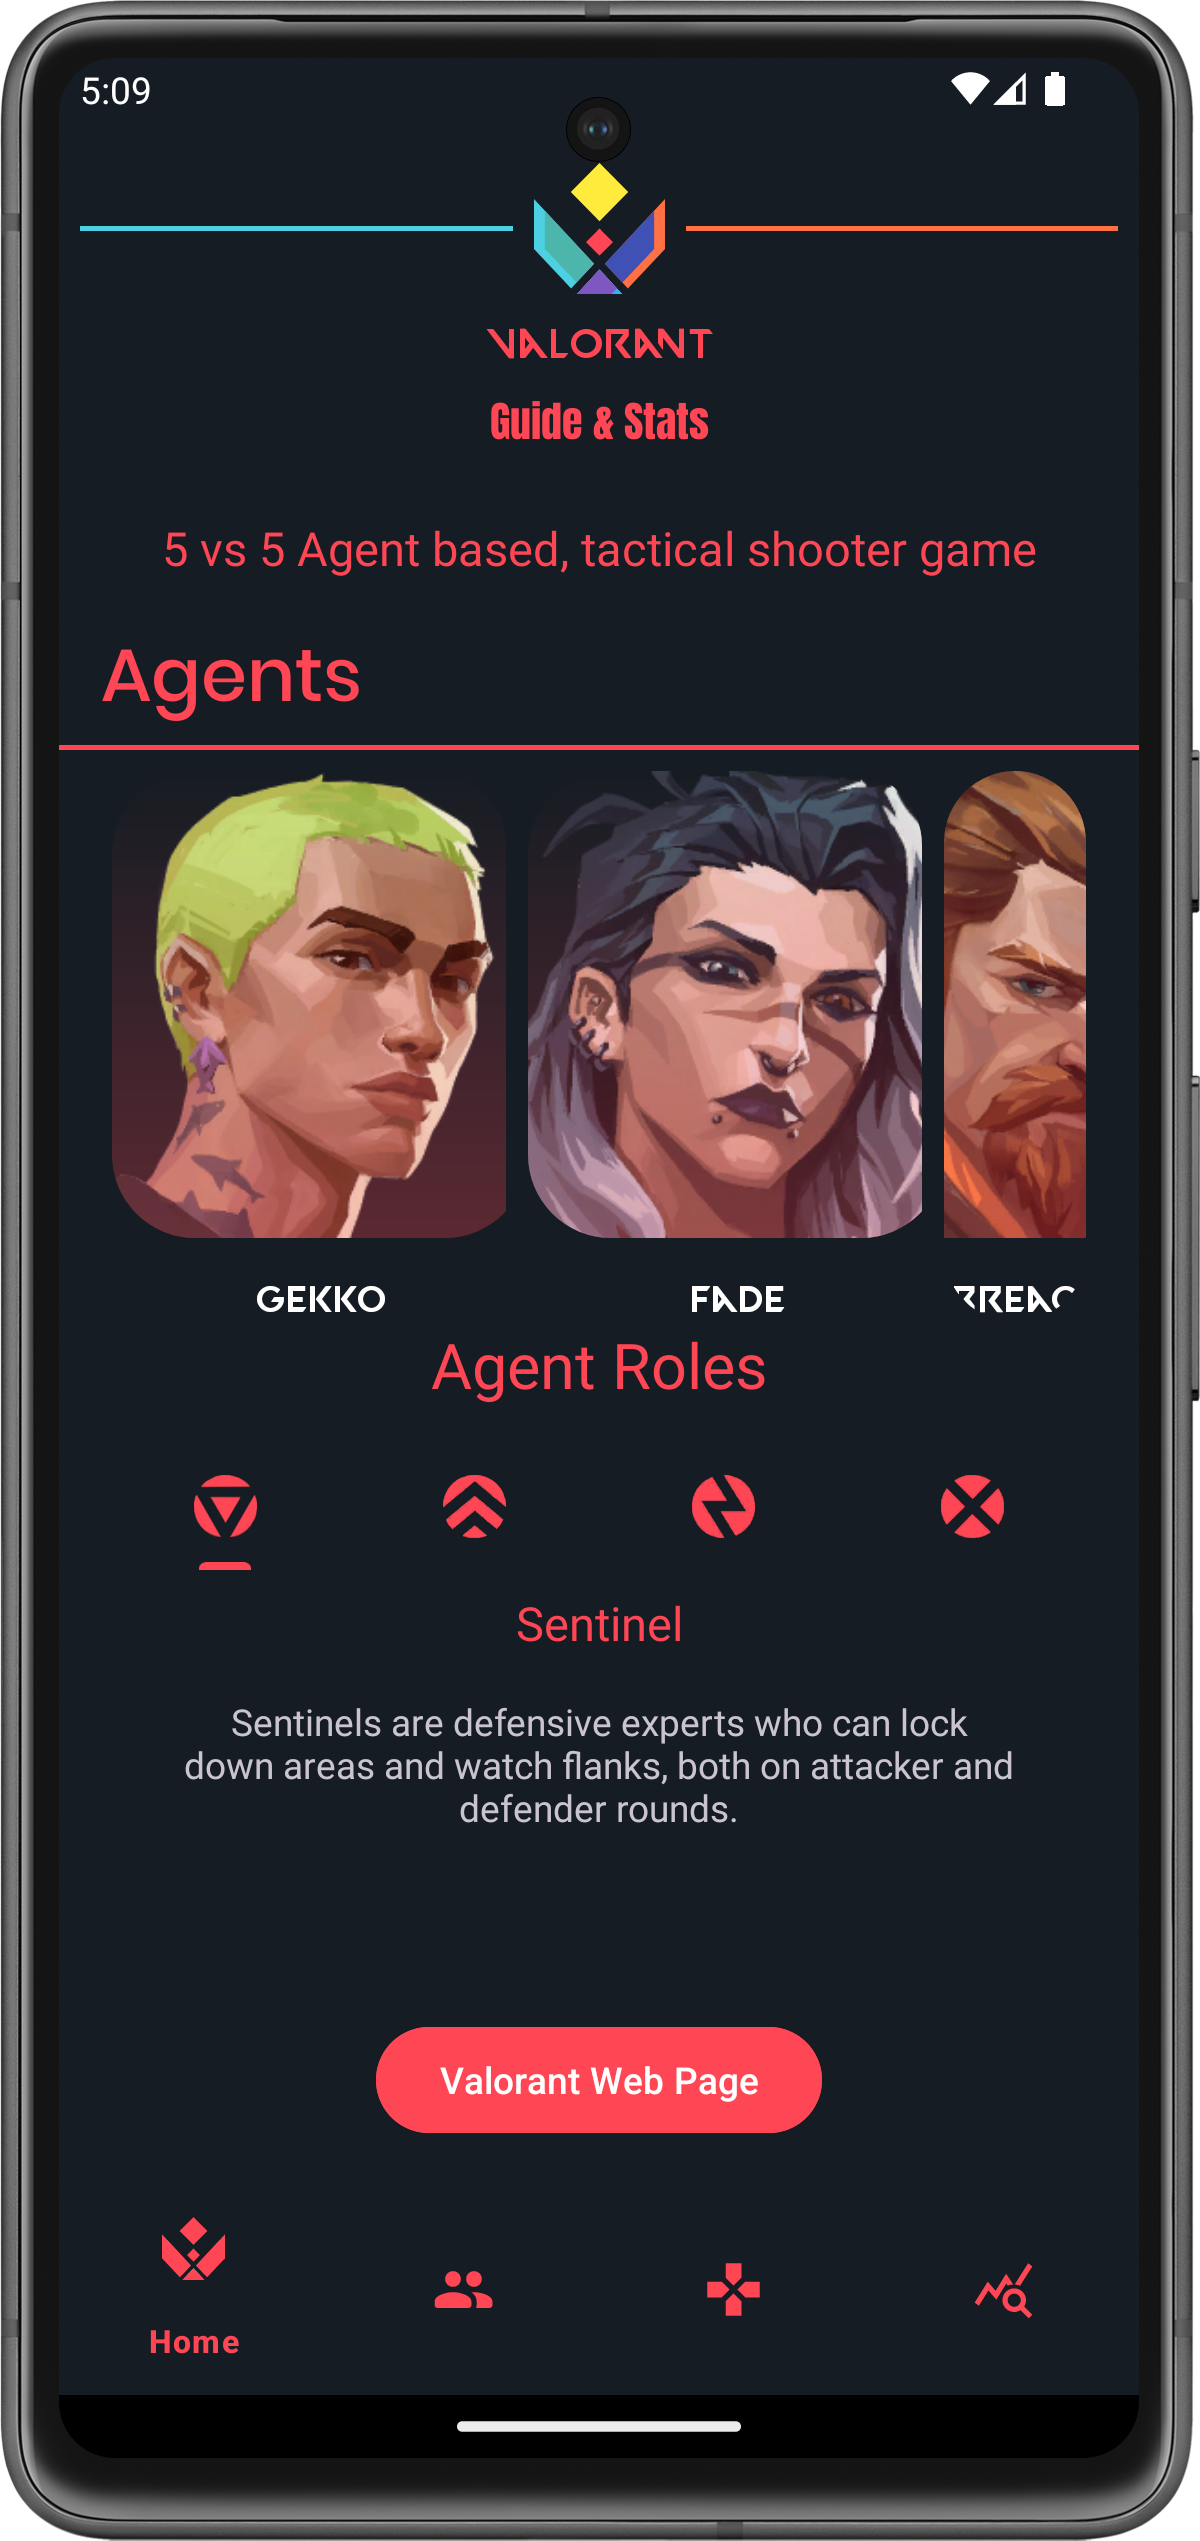 5:09
VALORANT
Guide & Stats
5 vs 5 Agent based, tactical shooter game
Agents
GEKKO
FADE
BREAC
Agent Roles
Sentinel
Sentinels are defensive experts who can lock
down areas and watch flanks, both on attacker and
defender rounds.
Valorant Web Page
Home